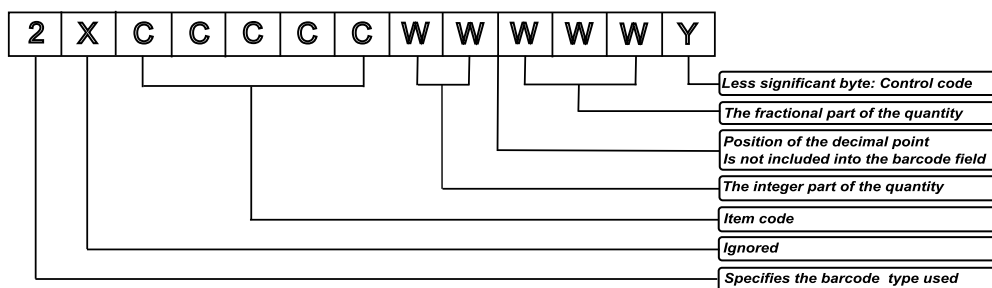 2 X C C C C C W W W W W Y
Less significant byte: Control code
The fractional part of the quantity
Position of the decimal point
Is not included into the barcode field
The integer part of the quantity
Item code
Ignored
Specifies the barcode type used